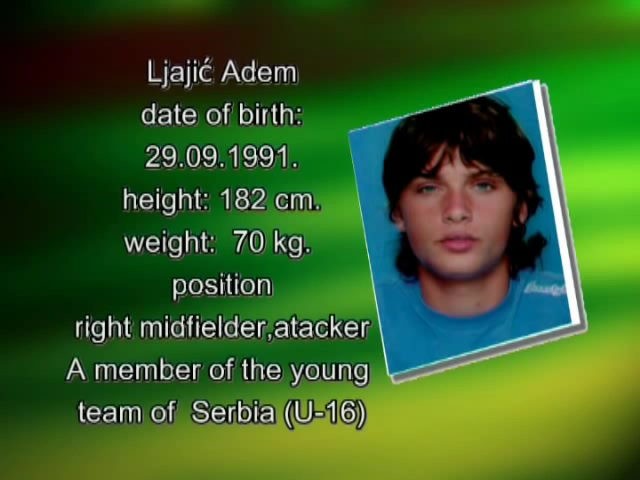 Ljajić Adem
date of birth:
29.09.1991.
height: 182 cm.
weight:  70 kg.
position
right midfielder,atacker
A member of the young
team of  Serbia (U-16)